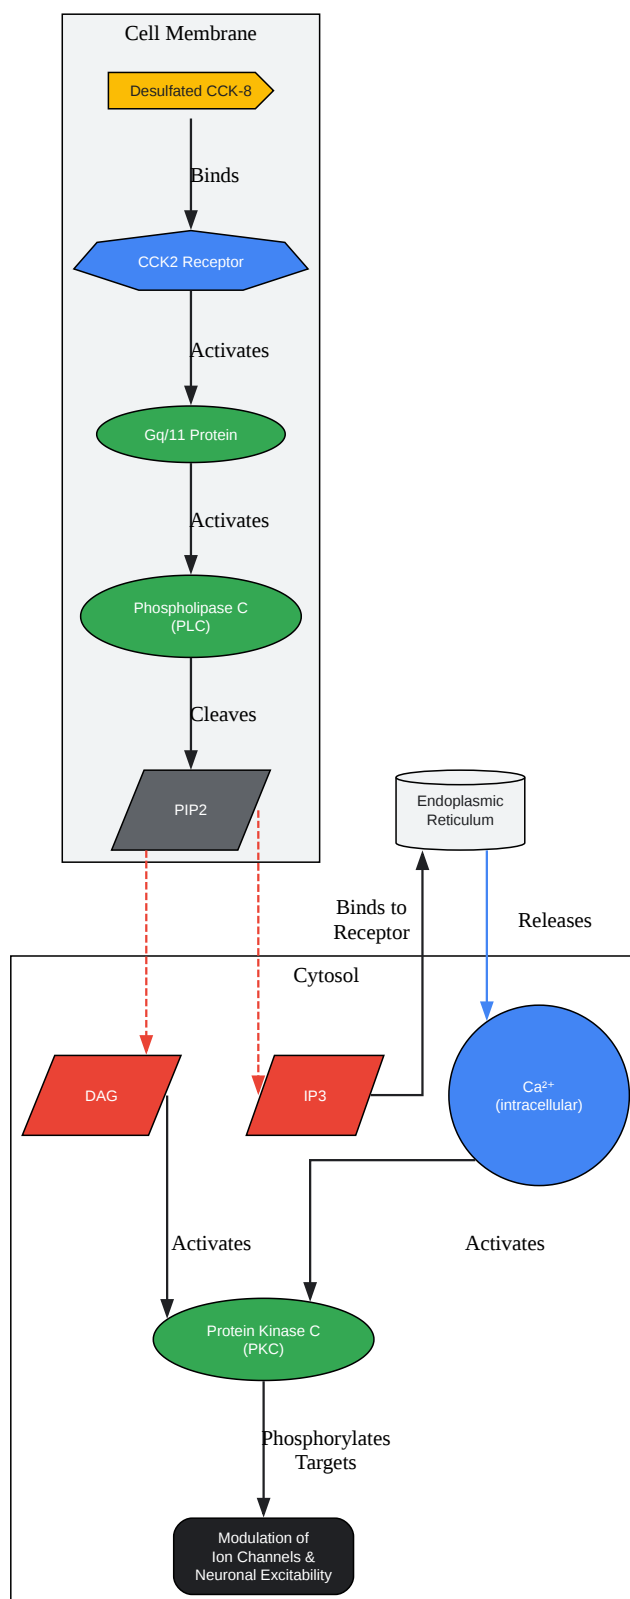 Cell Membrane
Desulfated CCK-8
Binds
CCK2 Receptor
Activates
Gq/11 Protein
Activates
Phospholipase C
(PLC)
Cleaves
PIP2
Endoplasmic
Reticulum
Binds to
Receptor
Releases
Cytosol
DAG
IP3
Ca²⁺
(intracellular)
Activates
Activates
Protein Kinase C
(PKC)
Phosphorylates
Targets
Modulation of
Ion Channels &
Neuronal Excitability